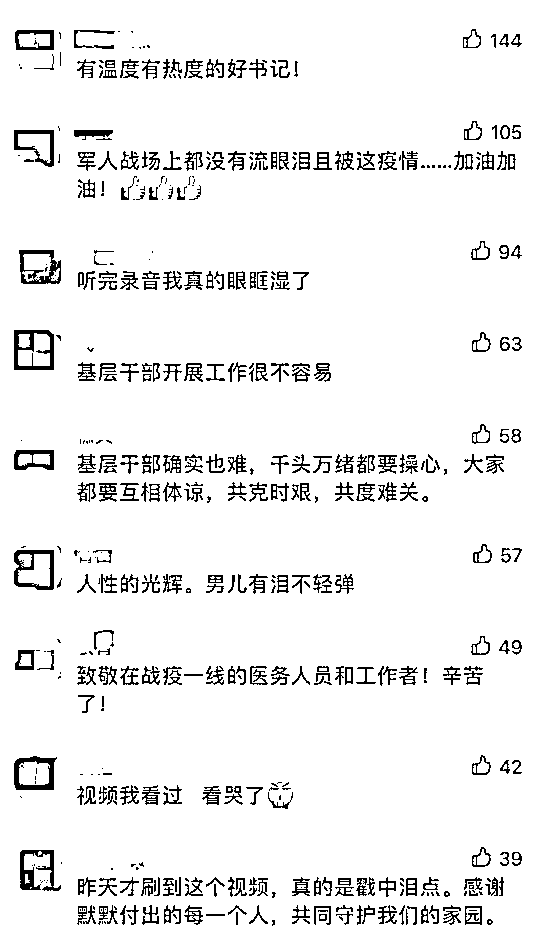 144
有温度有热度的好书记！
105
军人战场上都没有流眼泪且被这疫情……加油加
油！👍👍👍
94
听完录音我真的眼眶湿了
63
基层干部开展工作很不容易
58
基层干部确实也难，千头万绪都要操心，大家
都要互相体谅，共克时艰，共度难关。
57
人性的光辉。男儿有泪不轻弹
49
致敬在战疫一线的医务人员和工作者！辛苦
了！
42
视频我看过 看哭了
39
昨天才刷到这个视频，真的是戳中泪点。感谢
默默付出的每一个人，共同守护我们的家园。